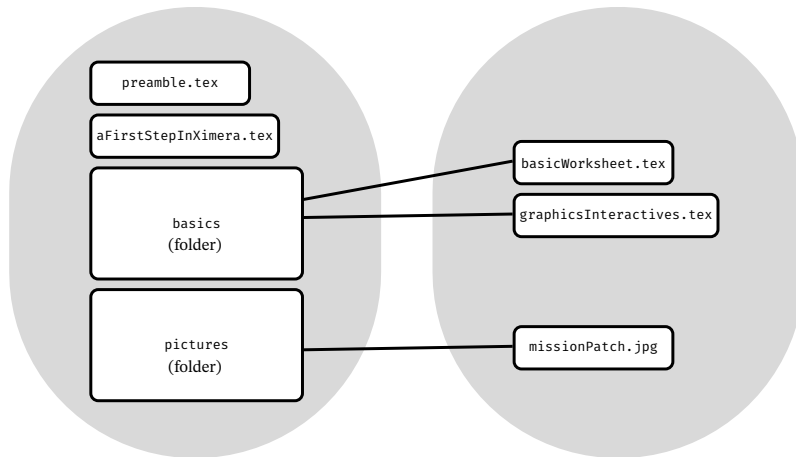 preamble.tex
aFirstStepInXimera.tex
basics
(folder)
pictures
(folder)
basicWorksheet.tex
graphicsInteractives.tex
missionPatch.jpg